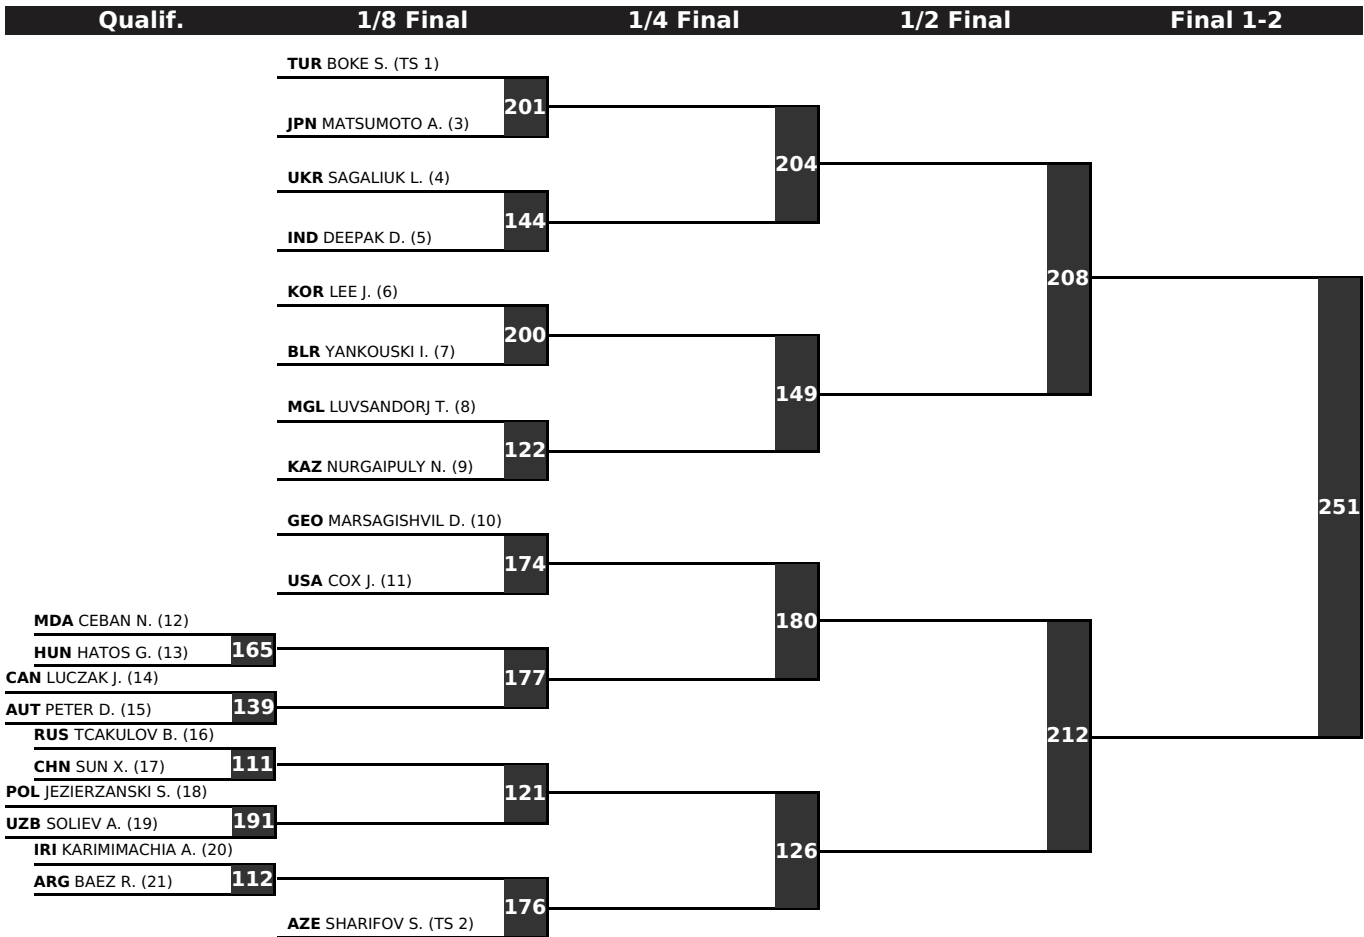 Qualif. 1/8 Final 1/4 Final 1/2 Final Final 1-2
TUR BOKE S. (TS 1)
201
JPN MATSUMOTO A. (3)
204
UKR SAGALIUK L. (4)
144
IND DEEPAK D. (5)
208
KOR LEE J. (6)
200
BLR YANKOUSKI I. (7)
149
MGL LUVSANDORJ T. (8)
122
KAZ NURGAIPULY N. (9)
251
GEO MARSAGISHVIL D. (10)
174
USA COX J. (11)
MDA CEBAN N. (12)
180
HUN HATOS G. (13) 165
CAN LUCZAK J. (14)
177
AUT PETER D. (15) 139
RUS TCAKULOV B. (16)
212
CHN SUN X. (17) 111
POL JEZIERZANSKI S. (18)
121
UZB SOLIEV A. (19) 191
IRI KARIMIMACHIA A. (20)
126
ARG BAEZ R. (21) 112
176
AZE SHARIFOV S. (TS 2)